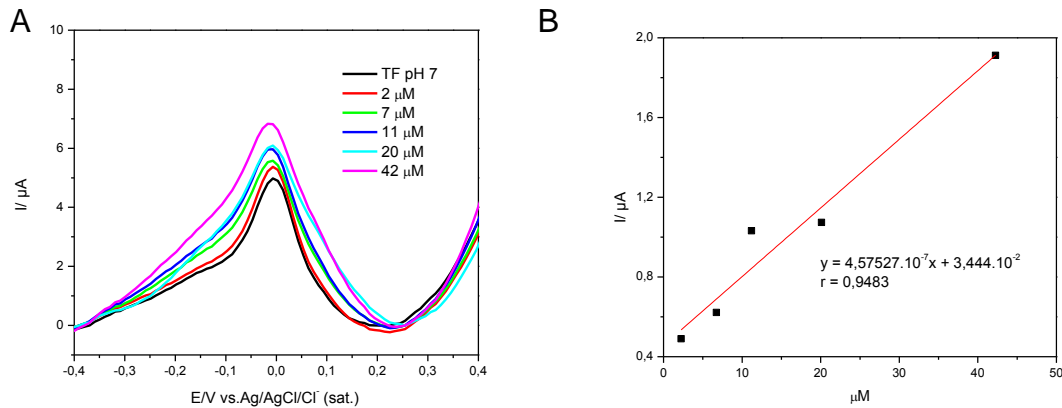 A
10
8
6
4
2
0
I/ µA
-0,4
-0,3
-0,2
-0,1
0,0
0,1
0,2
0,3
0,4
E/V vs.Ag/AgCl/Cl⁻ (sat.)
TF pH 7
2 µM
7 µM
11 µM
20 µM
42 µM
B
2,0
1,6
1,2
0,8
0,4
I/ µA
0
10
20
30
40
50
µM
y = 4,57527.10⁻⁷x + 3,444.10⁻²
r = 0,9483